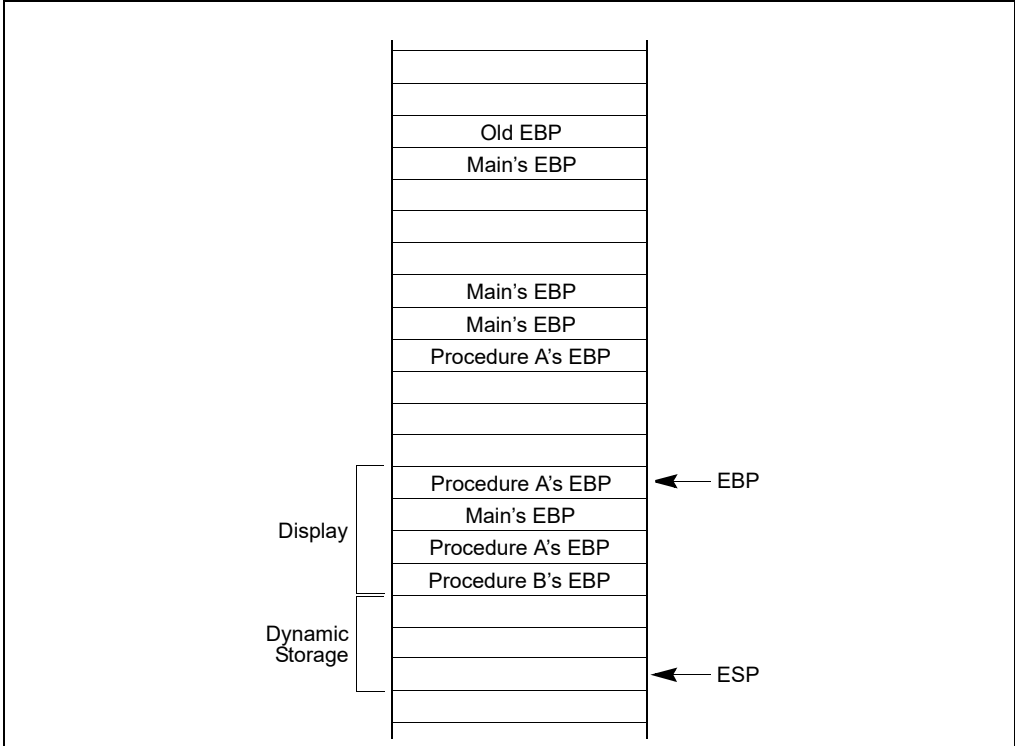 Old EBP
Main’s EBP
Main’s EBP
Main’s EBP
Procedure A’s EBP
Procedure A’s EBP
EBP
Main’s EBP
Display
Procedure A’s EBP
Procedure B’s EBP
Dynamic
Storage
ESP